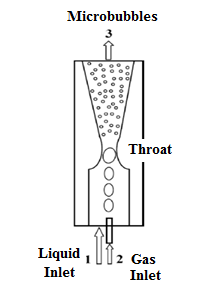 Microbubbles
3
Throat
Liquid
Inlet
1
2
Gas
Inlet